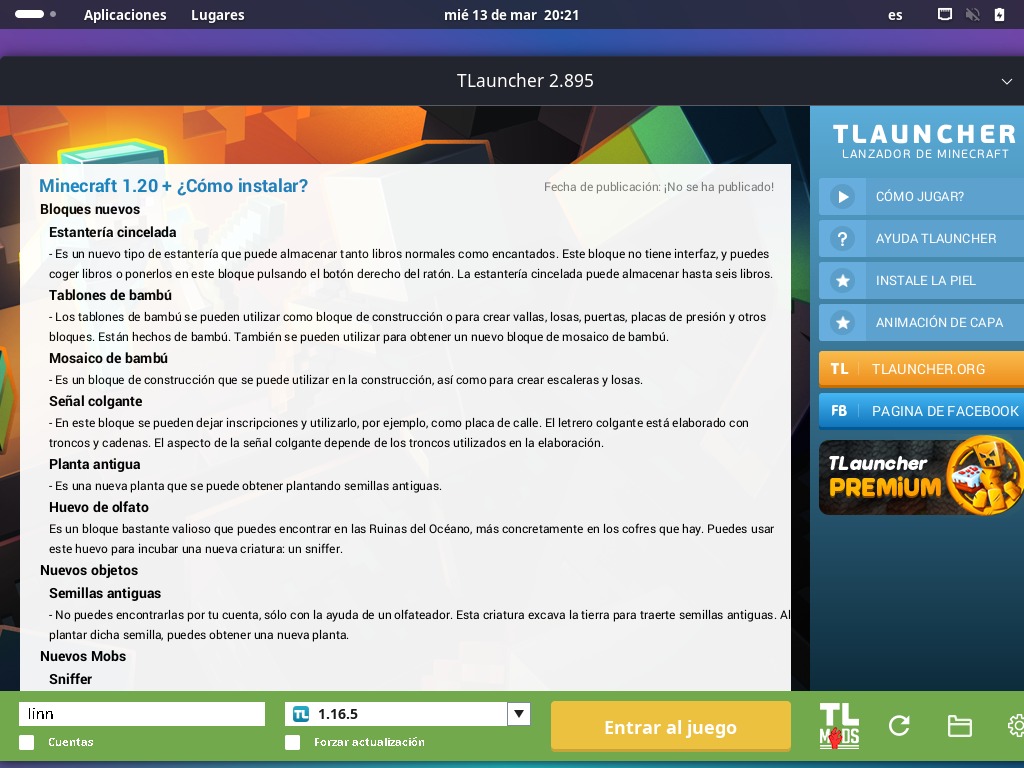 Aplicaciones Lugares mié 13 de mar 20:21 es
TLauncher 2.895
TLAUNCHER
LANZADOR DE MINECRAFT
Minecraft 1.20 + ¿Cómo instalar? Fecha de publicación: ¡No se ha publicado!
Bloques nuevos
Estantería cincelada
- Es un nuevo tipo de estantería que puede almacenar tanto libros normales como encantados. Este bloque no tiene interfaz, y puedes
coger libros o ponerlos en este bloque pulsando el botón derecho del ratón. La estantería cincelada puede almacenar hasta seis libros.
Tablones de bambú
- Los tablones de bambú se pueden utilizar como bloque de construcción o para crear vallas, losas, puertas, placas de presión y otros
bloques. Están hechos de bambú. También se pueden utilizar para obtener un nuevo bloque de mosaico de bambú.
Mosaico de bambú
- Es un bloque de construcción que se puede utilizar en la construcción, así como para crear escaleras y losas.
Señal colgante
- En este bloque se pueden dejar inscripciones y utilizarlo, por ejemplo, como placa de calle. El letrero colgante está elaborado con
troncos y cadenas. El aspecto de la señal colgante depende de los troncos utilizados en la elaboración.
Planta antigua
- Es una nueva planta que se puede obtener plantando semillas antiguas.
Huevo de olfato
Es un bloque bastante valioso que puedes encontrar en las Ruinas del Océano, más concretamente en los cofres que hay. Puedes usar
este huevo para incubar una nueva criatura: un sniffer.
Nuevos objetos
Semillas antiguas
- No puedes encontrarlas por tu cuenta, sólo con la ayuda de un olfateador. Esta criatura excava la tierra para traerte semillas antiguas. Al
plantar dicha semilla, puedes obtener una nueva planta.
Nuevos Mobs
Sniffer
CÓMO JUGAR?
? AYUDA TLAUNCHER
INSTALE LA PIEL
ANIMACIÓN DE CAPA
TL TLAUNCHER.ORG
FB PAGINA DE FACEBOOK
TLauncher
PREMIUM
linn
TL 1.16.5
Entrar al juego
TL
MODS
Cuentas
Forzar actualización